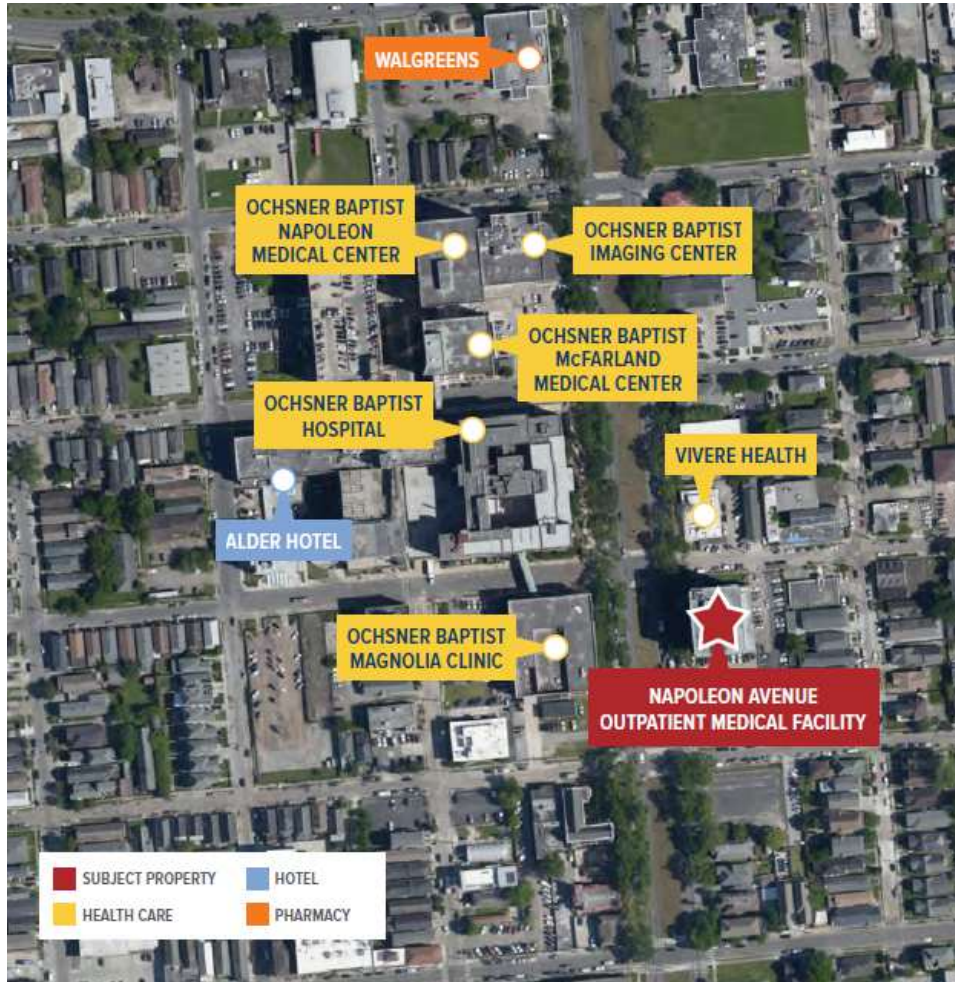 WALGREENS
OCHSNER BAPTIST
NAPOLEON
MEDICAL CENTER
OCHSNER BAPTIST
IMAGING CENTER
OCHSNER BAPTIST
McFARLAND
MEDICAL CENTER
OCHSNER BAPTIST
HOSPITAL
VIVERE HEALTH
ALDER HOTEL
OCHSNER BAPTIST
MAGNOLIA CLINIC
NAPOLEON AVENUE
OUTPATIENT MEDICAL FACILITY
SUBJECT PROPERTY
HOTEL
HEALTH CARE
PHARMACY